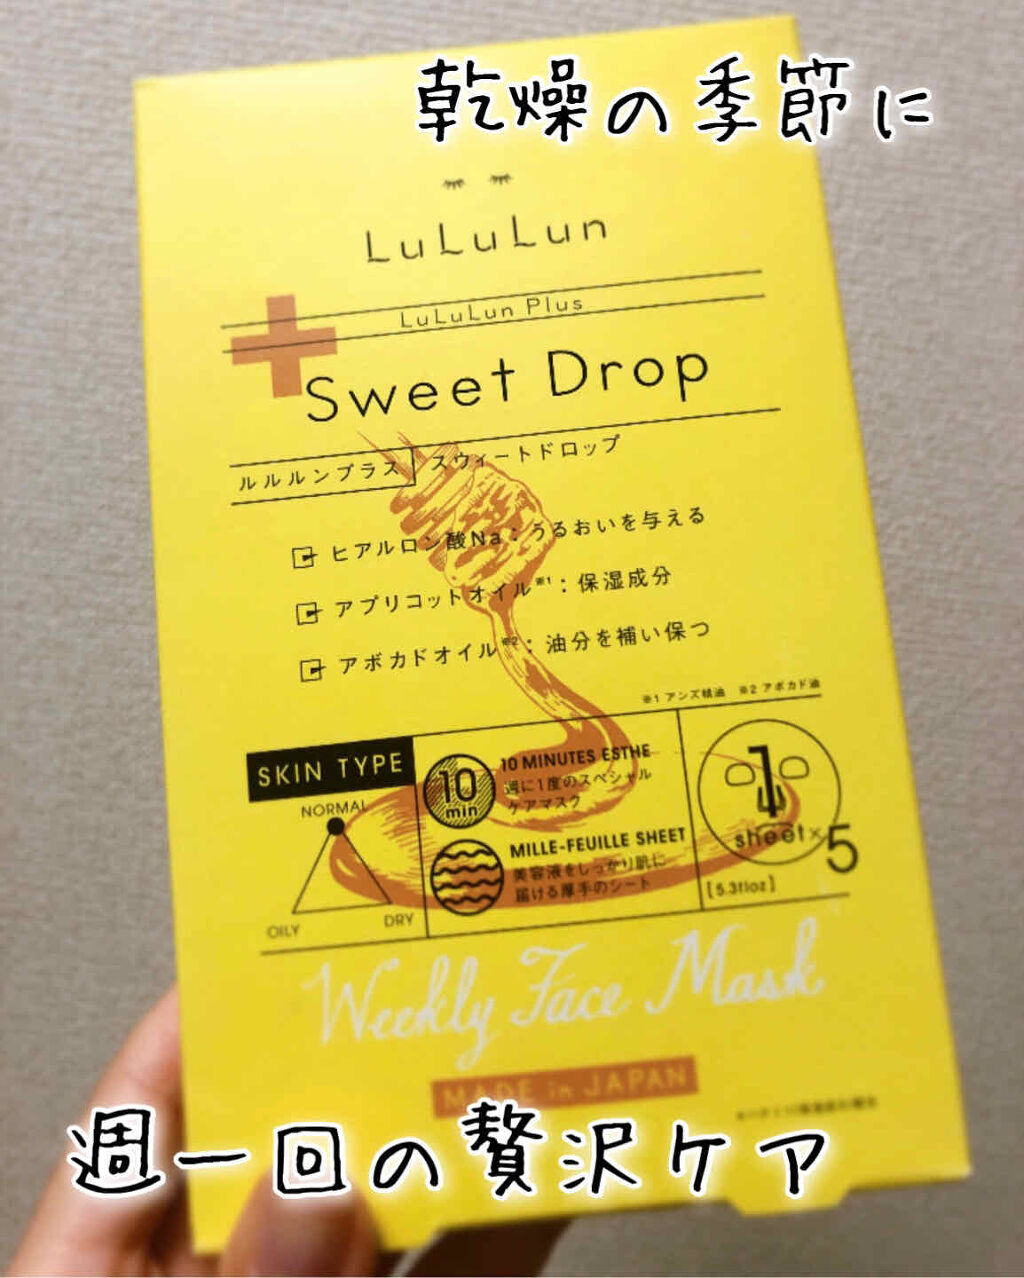 乾燥の季節に
LuLuLun
LuLuLun Plus
Sweet Drop
ルルルンプラス スウィートドロップ
ヒアルロン酸Na：うるおいを与える
アプリコットオイル※1：保湿成分
アボカドオイル※2：油分を補い保つ
※1 アンズ核油 ※2 アボカド油
SKIN TYPE
NORMAL
OILY
DRY
10
min
10 MINUTES ESTHE
週に1度のスペシャル
ケアマスク
MILLE-FEUILLE SHEET
美容液をしっかり肌に
届ける厚手のシート
1
sheet×5
[5.3floz]
Weekly Face Mask
MADE in JAPAN
週一回の贅沢ケア